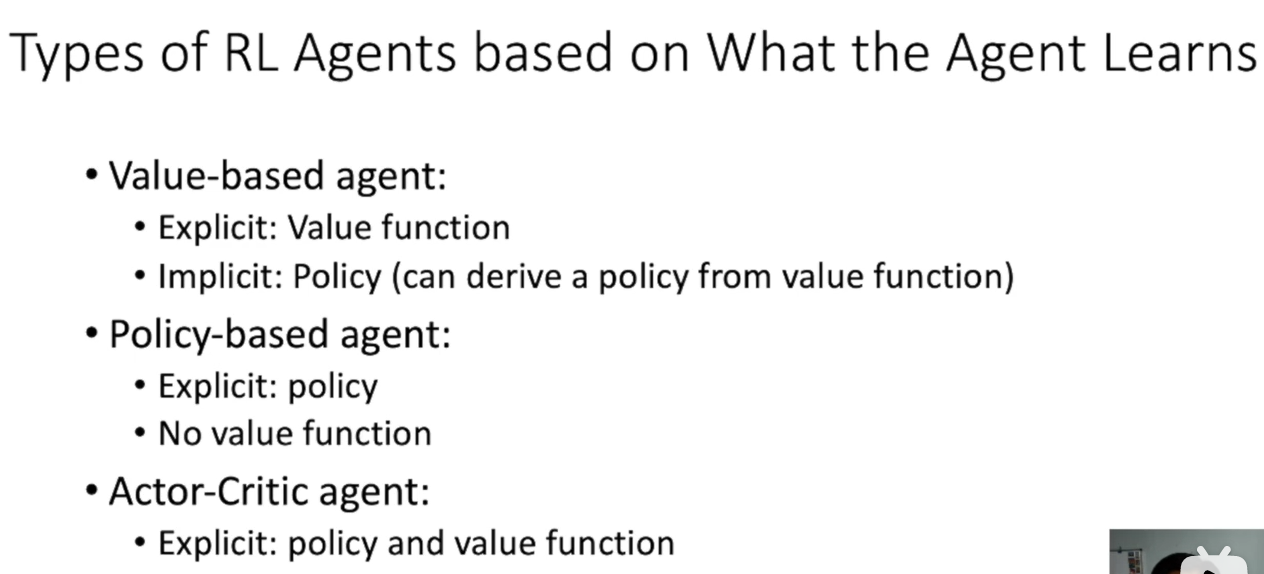 Types of RL Agents based on What the Agent Learns
• Value-based agent:
• Explicit: Value function
• Implicit: Policy (can derive a policy from value function)
• Policy-based agent:
• Explicit: policy
• No value function
• Actor-Critic agent:
• Explicit: policy and value function